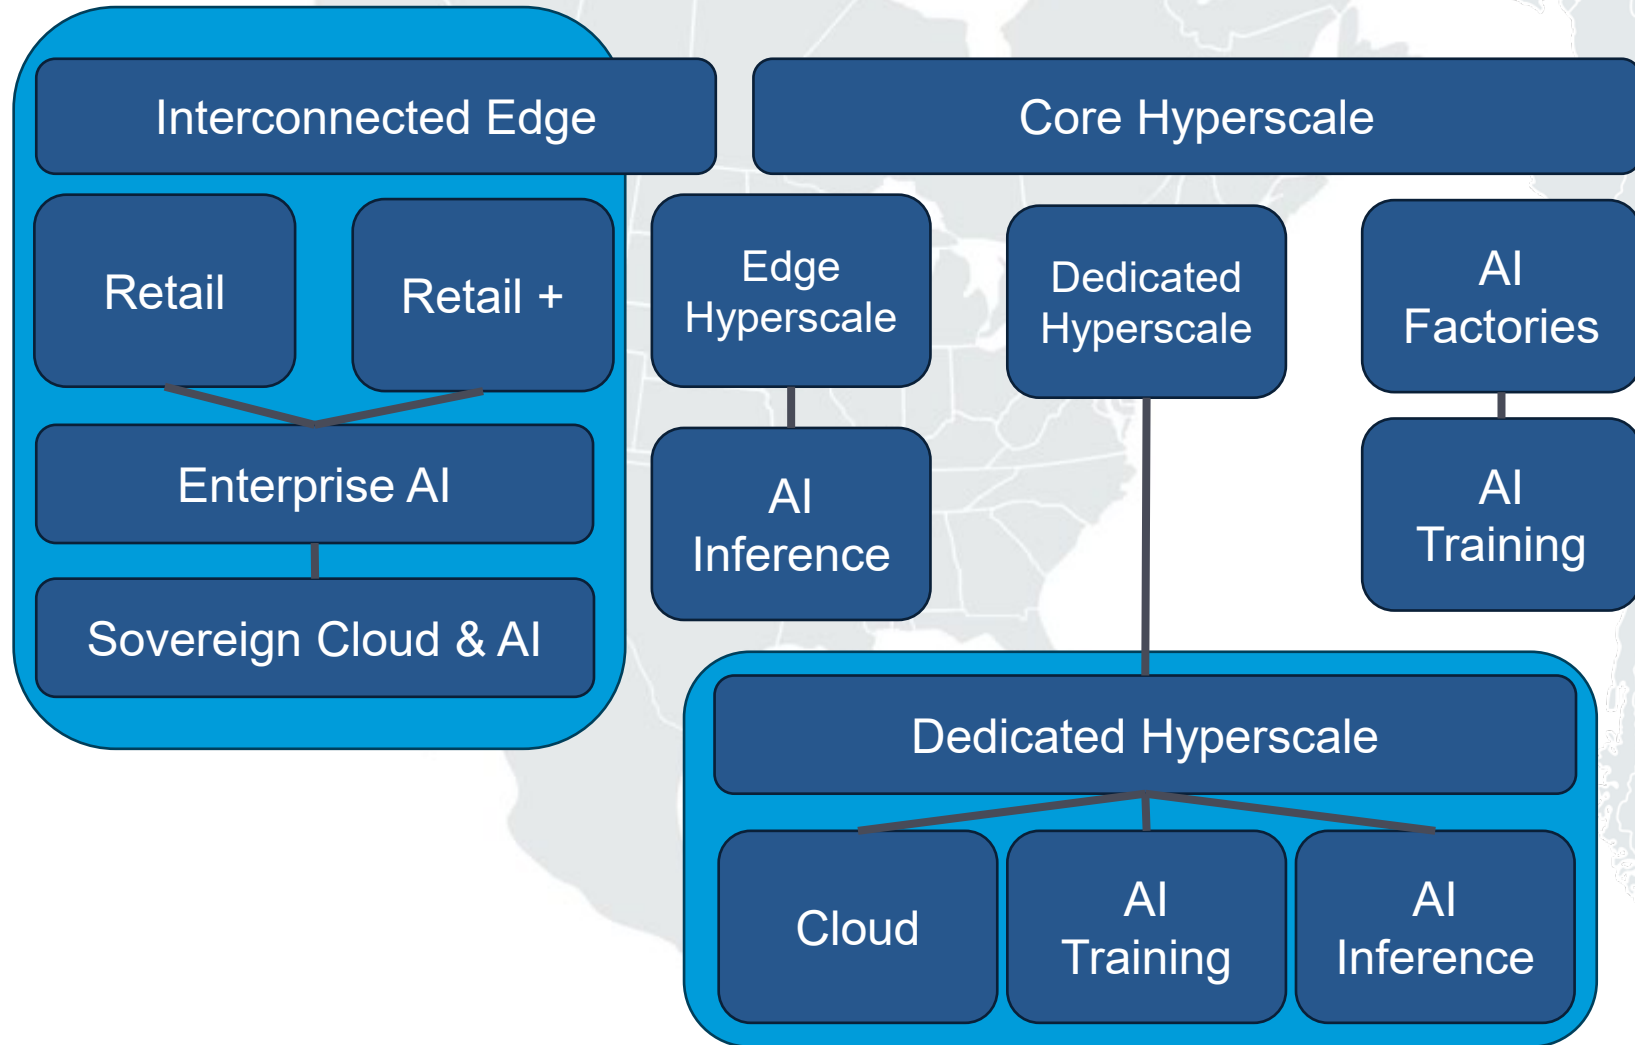 Interconnected Edge
Core Hyperscale
Retail
Retail +
Edge
Hyperscale
Dedicated
Hyperscale
AI
Factories
Enterprise AI
AI
Inference
AI
Training
Sovereign Cloud & AI
Dedicated Hyperscale
Cloud
AI
Training
AI
Inference